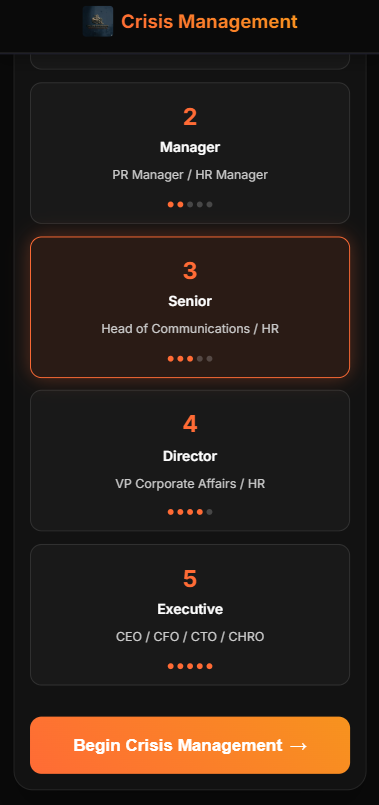 Crisis Management
2
Manager
PR Manager / HR Manager
3
Senior
Head of Communications / HR
4
Director
VP Corporate Affairs / HR
5
Executive
CEO / CFO / CTO / CHRO
Begin Crisis Management →